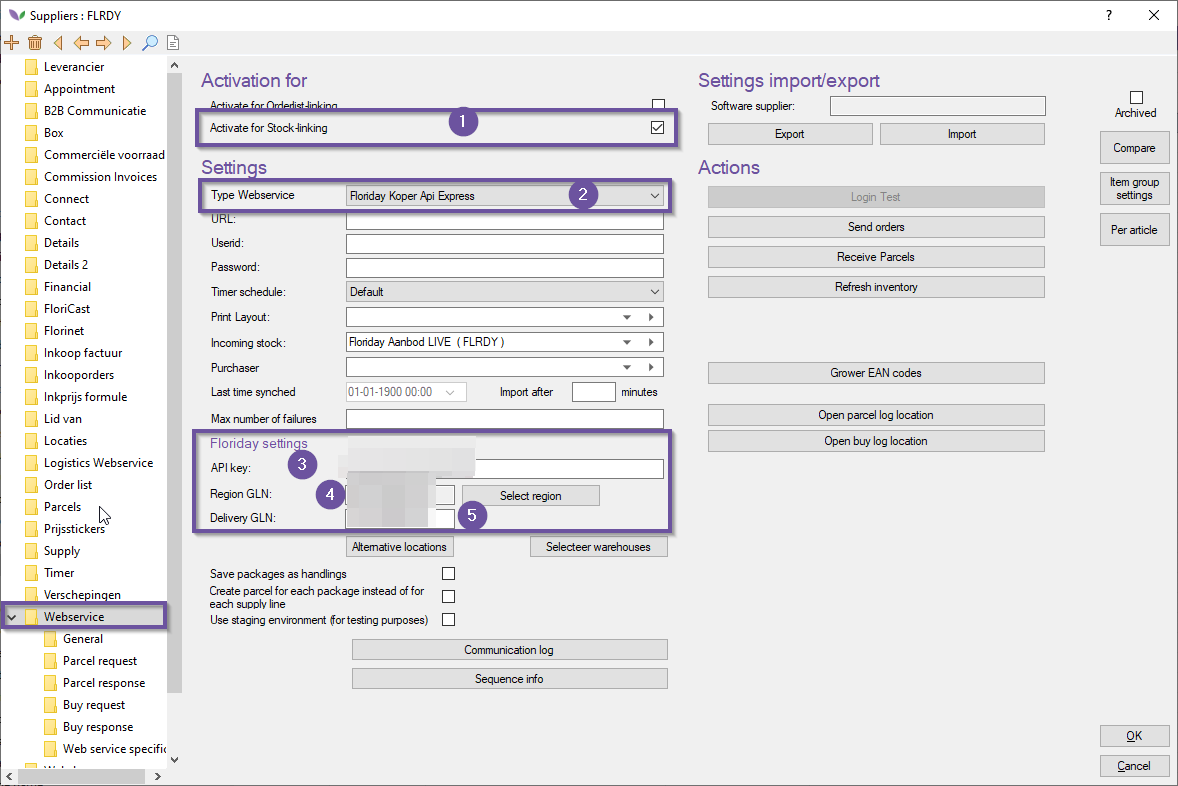 Suppliers : FLRDY
?
Leverancier
Appointment
B2B Communicatie
Box
Commerciële voorraad
Commission Invoices
Connect
Contact
Details
Details 2
Financial
FloriCast
Florinet
Inkoop factuur
Inkooporders
Inkprijs formule
Lid van
Locaties
Logistics Webservice
Order list
Parcels
Prijsstickers
Supply
Timer
Verschepingen
Webservice
General
Parcel request
Parcel response
Buy request
Buy response
Web service specific
Activation for
Activate for Orderlist-linking
Activate for Stock-linking
1
Settings
Type Webservice
Floriday Koper Api Express
2
URL:
Userid:
Password:
Timer schedule:
Default
Print Layout:
Incoming stock:
Floriday Aanbod LIVE ( FLRDY )
Purchaser
Last time synched
01-01-1900 00:00
Import after
minutes
Max number of failures
Floriday settings
API key:
3
Region GLN:
4
Select region
Delivery GLN:
5
Alternative locations
Selecteer warehouses
Save packages as handlings
Create parcel for each package instead of for
each supply line
Use staging environment (for testing purposes)
Communication log
Sequence info
Settings import/export
Software supplier:
Export
Import
Actions
Login Test
Send orders
Receive Parcels
Refresh inventory
Grower EAN codes
Open parcel log location
Open buy log location
Archived
Compare
Item group
settings
Per article
OK
Cancel